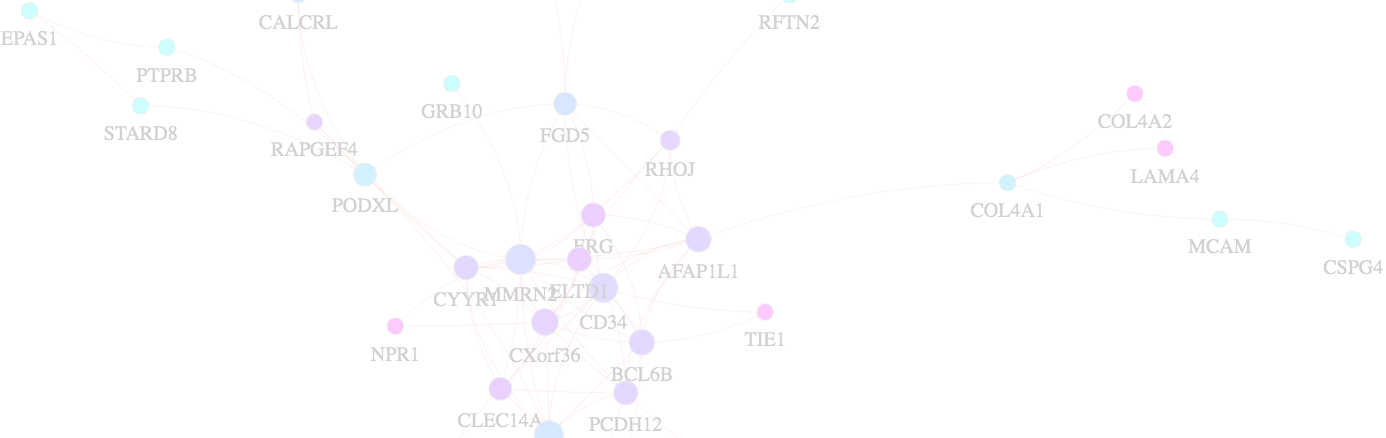 EPAS1
CALCRL
RFTN2
PTPRB
GRB10
COL4A2
STARD8
FGD5
RAPGEF4
RHOJ
LAMA4
PODXL
COL4A1
ERG
MCAM
AFAP1L1
CSPG4
CYYR1
MMRN2
ELTD1
CD34
TIE1
NPR1
CXorf36
BCL6B
CLEC14A
PCDH12